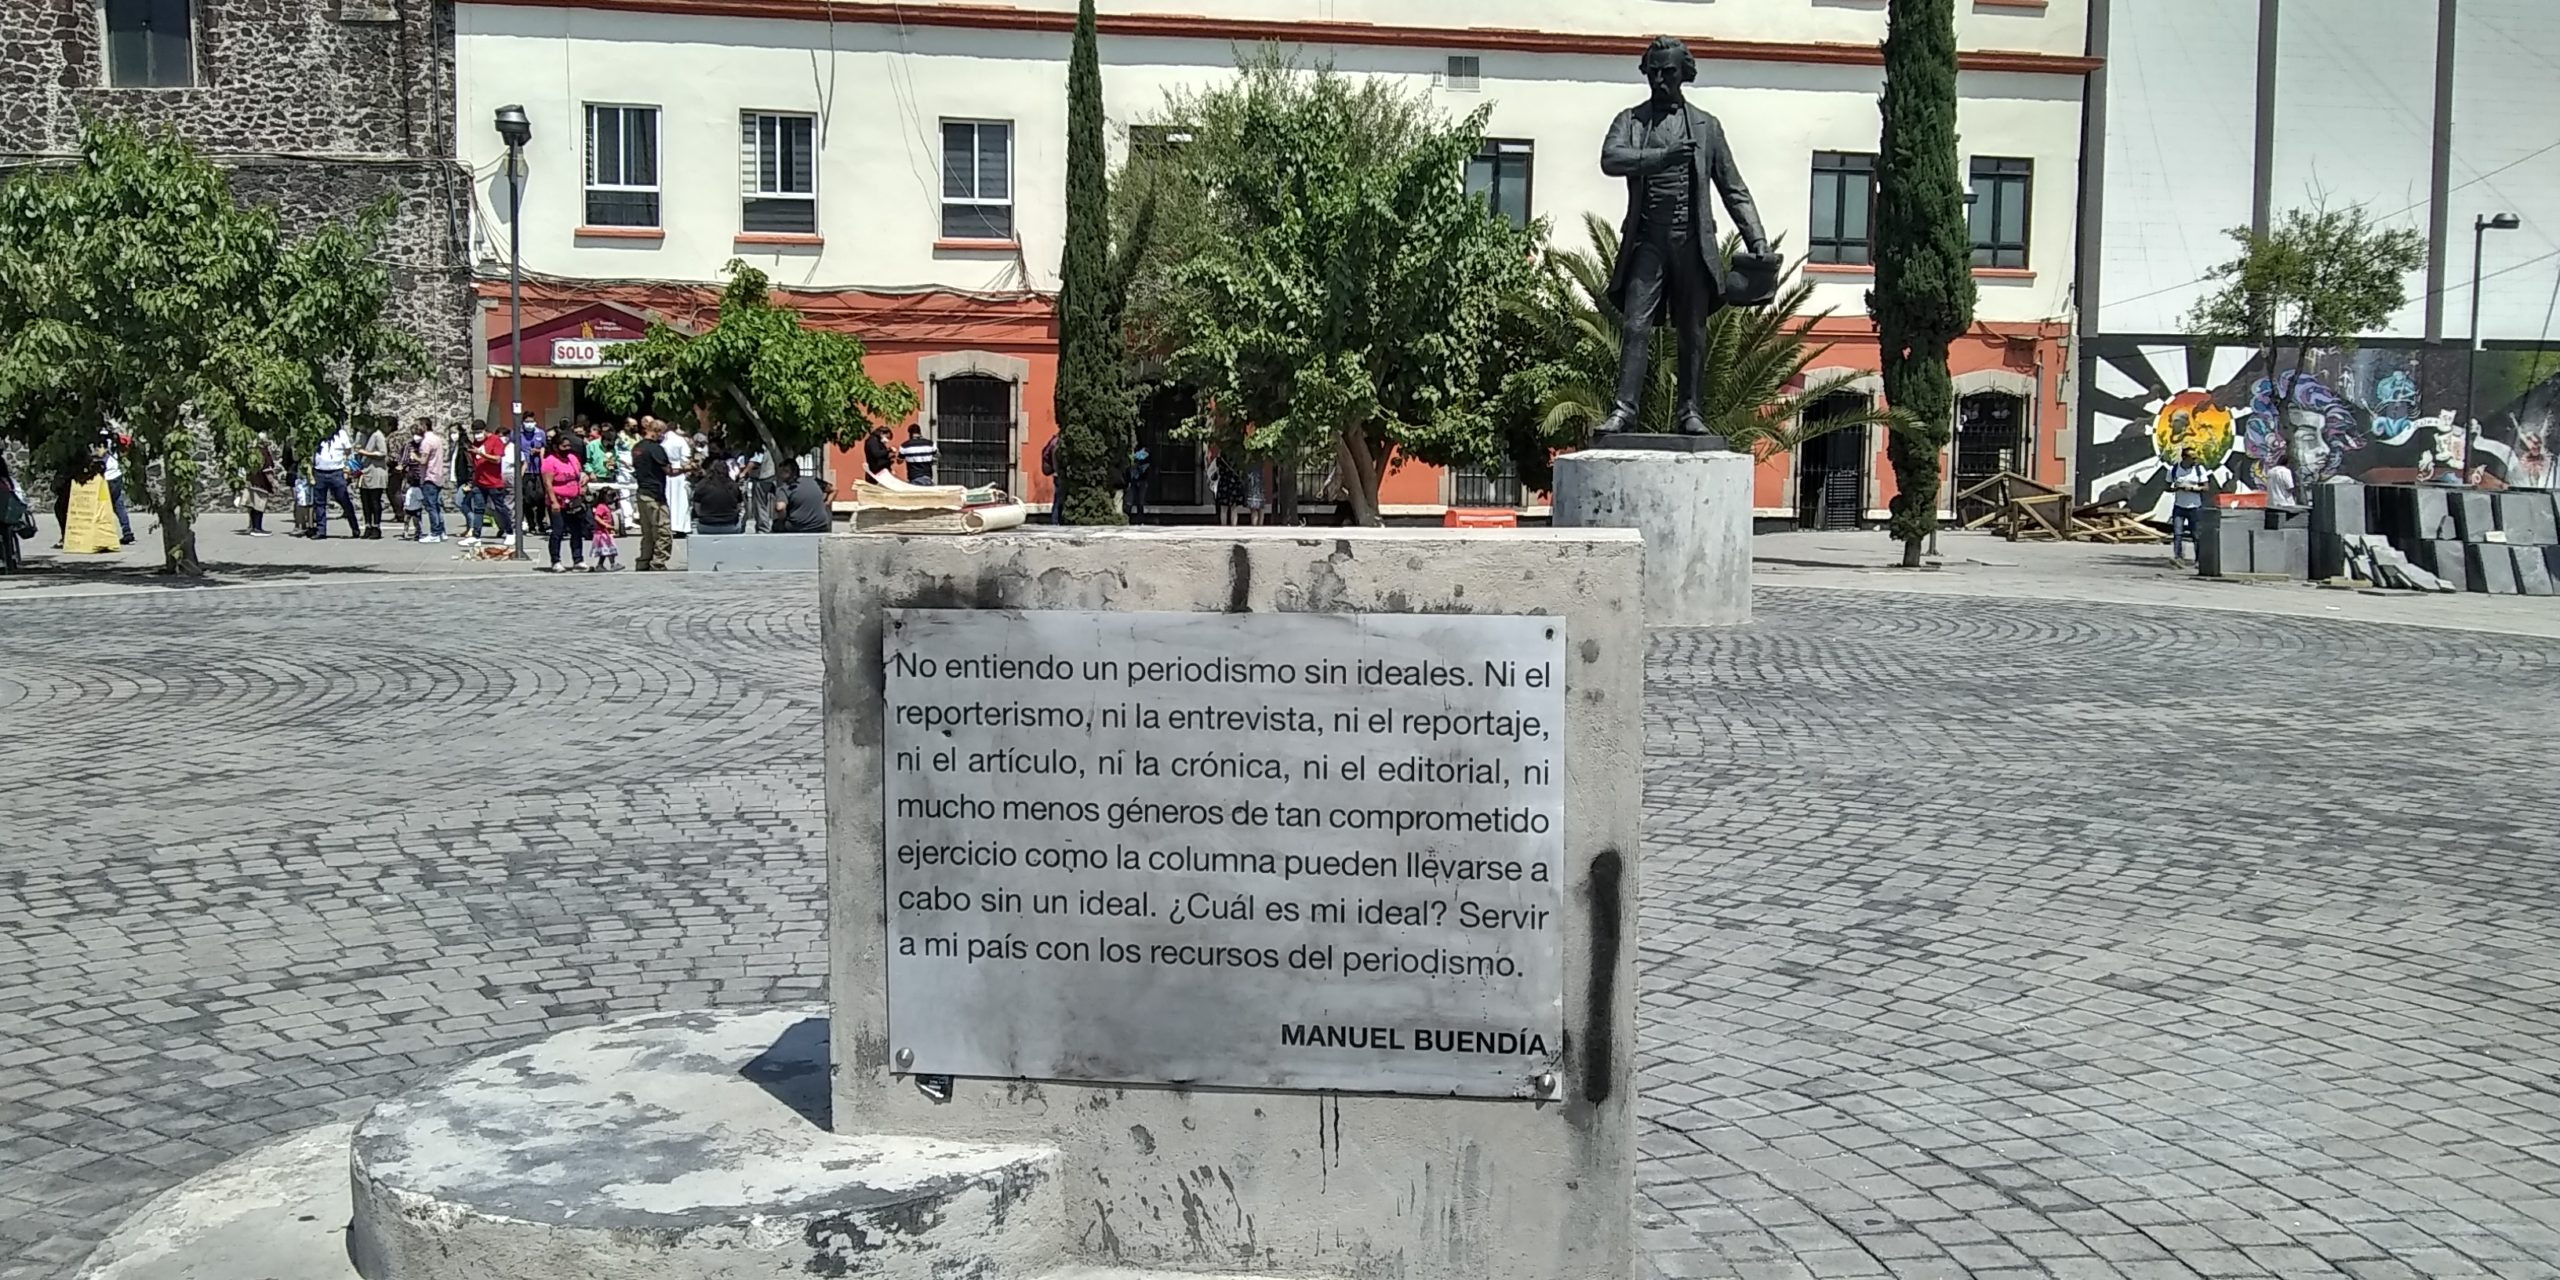 SOLO
No entiendo un periodismo sin ideales. Ni el
reporterismo, ni la entrevista, ni el reportaje,
ni el artículo, ni la crónica, ni el editorial, ni
mucho menos géneros de tan comprometido
ejercicio como la columna pueden llevarse a
cabo sin un ideal. ¿Cuál es mi ideal? Servir
a mi país con los recursos del periodismo.
MANUEL BUENDÍA